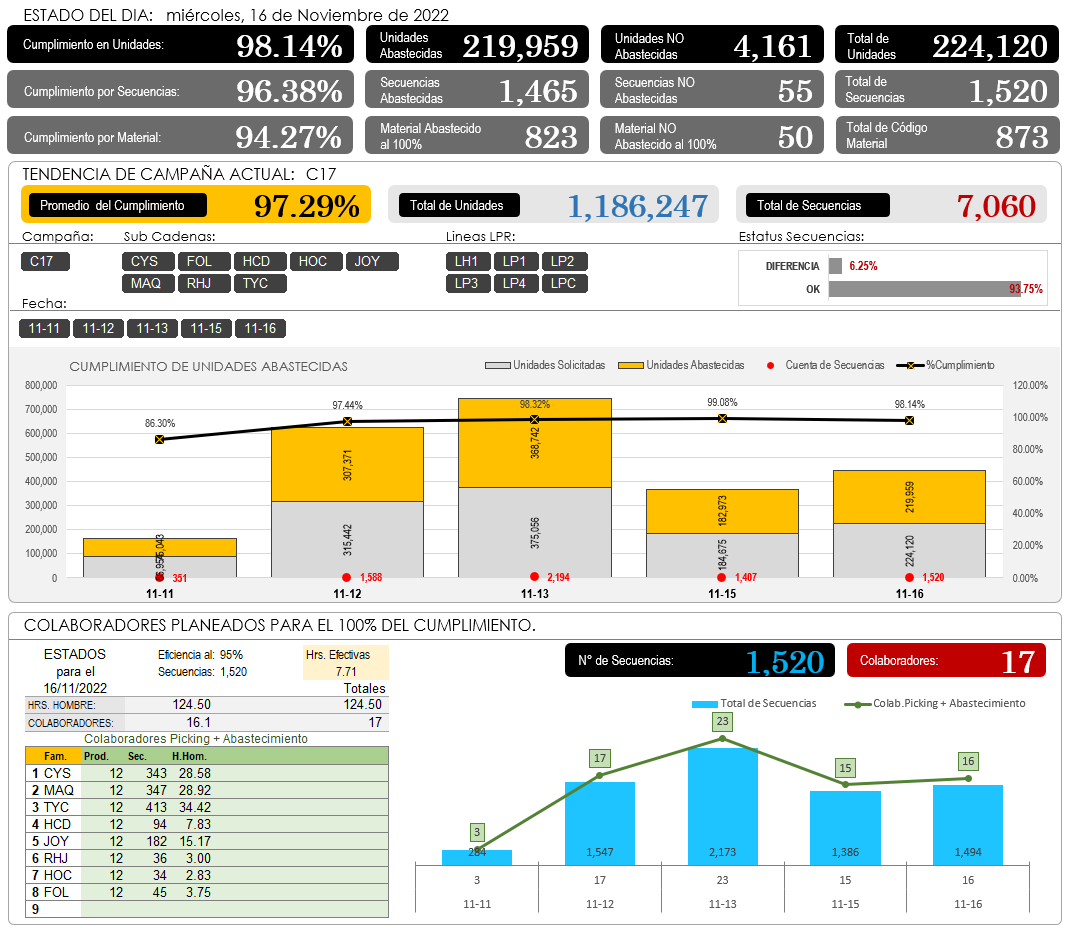 ESTADO DEL DIA: miércoles, 16 de Noviembre de 2022
Cumplimiento en Unidades: 98.14%
Unidades Abastecidas 219,959
Unidades NO Abastecidas 4,161
Total de Unidades 224,120
Cumplimiento por Secuencias: 96.38%
Secuencias Abastecidas 1,465
Secuencias NO Abastecidas 55
Total de Secuencias 1,520
Cumplimiento por Material: 94.27%
Material Abastecido al 100% 823
Material NO Abastecido al 100% 50
Total de Código Material 873
TENDENCIA DE CAMPAÑA ACTUAL: C17
Promedio del Cumplimiento 97.29%
Total de Unidades 1,186,247
Total de Secuencias 7,060
Campaña: Sub Cadenas: Lineas LPR: Estatus Secuencias:
C17 CYS FOL HCD HOC JOY LH1 LP1 LP2
MAQ RHJ TYC LP3 LP4 LPC
DIFERENCIA 6.25%
OK 93.75%
Fecha:
11-11 11-12 11-13 11-15 11-16
CUMPLIMIENTO DE UNIDADES ABASTECIDAS
Unidades Solicitadas Unidades Abastecidas Cuenta de Secuencias %Cumplimiento
800,000 120.00%
700,000 100.00%
600,000 80.00%
500,000 60.00%
400,000 40.00%
300,000 20.00%
200,000 0.00%
100,000
0
86.30% 97.44% 98.32% 99.08% 98.14%
307,371 368,742 182,973 219,959
315,442 375,056 184,675 224,120
351 1,588 2,194 1,407 1,520
11-11 11-12 11-13 11-15 11-16
COLABORADORES PLANEADOS PARA EL 100% DEL CUMPLIMIENTO.
ESTADOS para el 16/11/2022
Eficiencia al: 95%
Secuencias: 1,520
Hrs. Efectivas
7.71
Totales
HRS. HOMBRE: 124.50 124.50
COLABORADORES: 16.1 17
Colaboradores Picking + Abastecimiento
Fam. Prod. Sec. H.Hom.
1 CYS 12 343 28.58
2 MAQ 12 347 28.92
3 TYC 12 413 34.42
4 HCD 12 94 7.83
5 JOY 12 182 15.17
6 RHJ 12 36 3.00
7 HOC 12 34 2.83
8 FOL 12 45 3.75
9
N° de Secuencias: 1,520
Colaboradores: 17
Total de Secuencias Colab.Picking + Abastecimiento
3 17 23 15 16
284 1,547 2,173 1,386 1,494
3 17 23 15 16
11-11 11-12 11-13 11-15 11-16